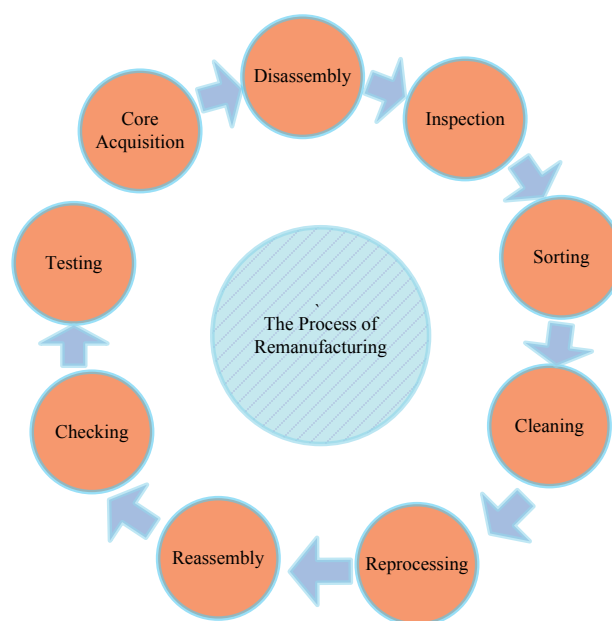 Disassembly
Core
Acquisition
Inspection
Testing
Sorting
`
The Process of
Remanufacturing
Checking
Cleaning
Reassembly
Reprocessing